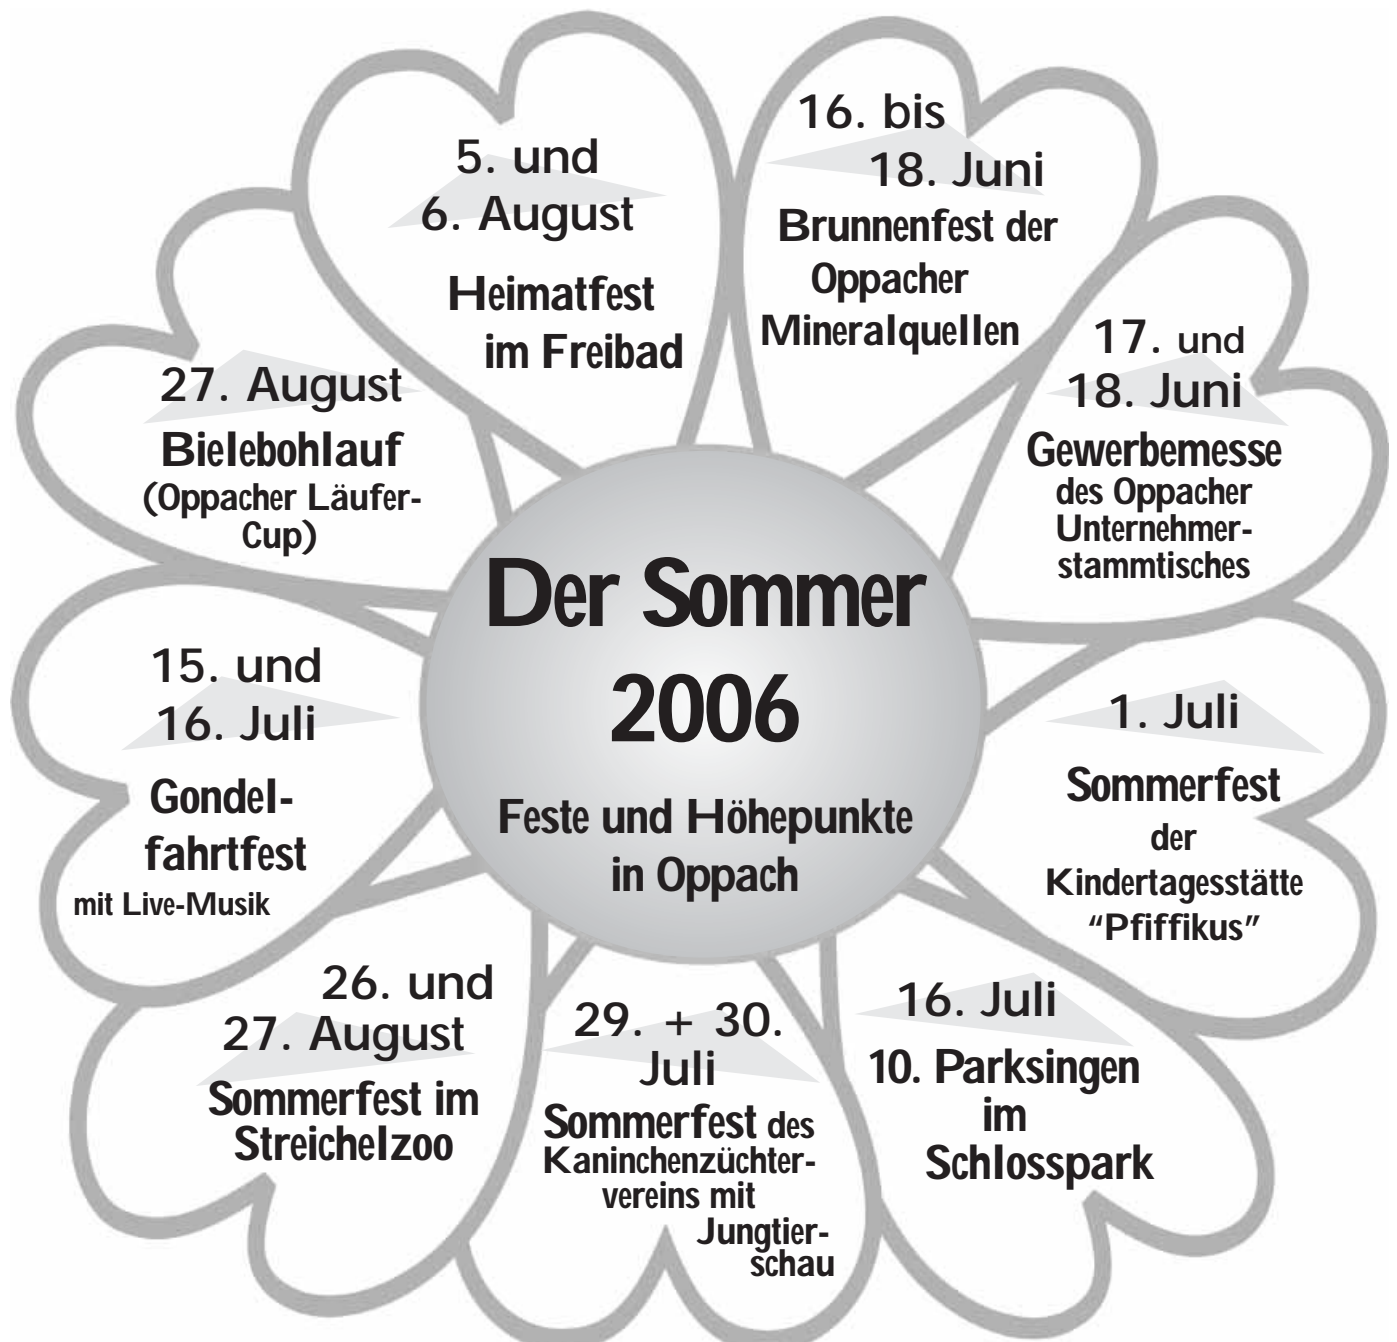 Der Sommer
2006
Feste und Höhepunkte
in Oppach
16. bis
18. Juni
Brunnenfest der
Oppacher
Mineralquellen
17. und
18. Juni
Gewerbemesse
des Oppacher
Unternehmer-
stammtisches
1. Juli
Sommerfest
der
Kindertagesstätte
“Pfiffikus”
16. Juli
10. Parksingen
im
Schlosspark
29. + 30.
Juli
Sommerfest des
Kaninchenzüchter-
vereins mit
Jungtier-
schau
26. und
27. August
Sommerfest im
Streichelzoo
15. und
16. Juli
Gondel-
fahrtfest
mit Live-Musik
27. August
Bielebohlauf
(Oppacher Läufer-
Cup)
5. und
6. August
Heimatfest
im Freibad